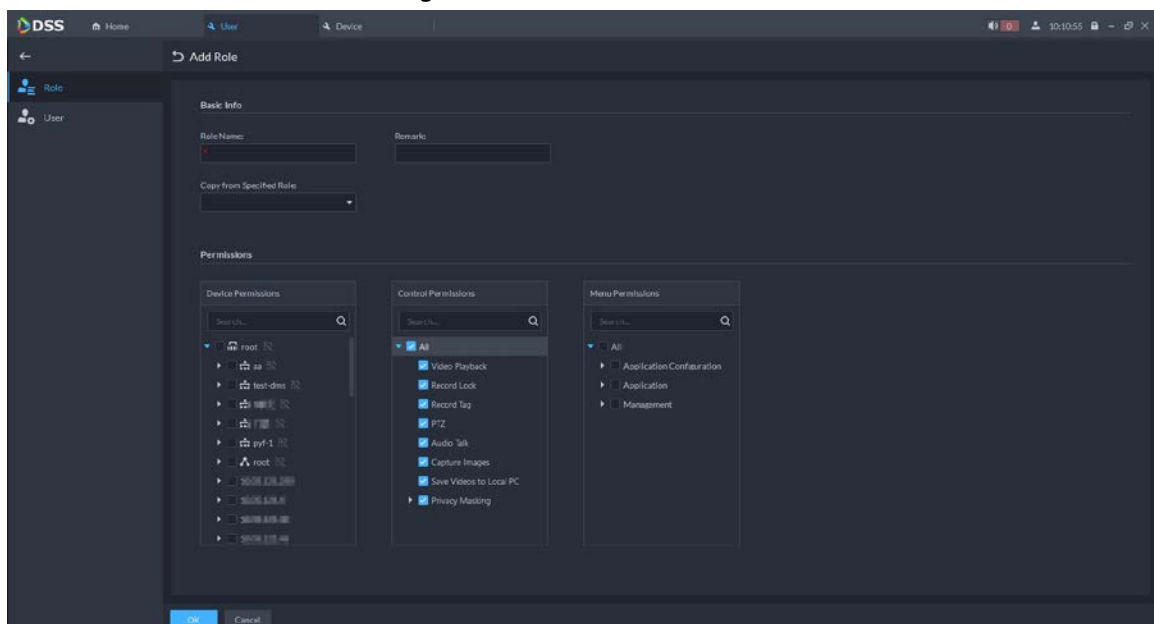 DSS Home User Device 0 10:10:55
Add Role
Role
User
Basic Info
Role Name: Remark:
*
Copy from Specified Role:
Permissions
Device Permissions Control Permissions Menu Permissions
Search... Search... Search...
root All All
aa Video Playback Application Configuration
test-dms Record Lock Application
Record Tag Management
PTZ
pyf-1 Audio Talk
root Capture Images
Save Videos to Local PC
Privacy Masking
OK Cancel